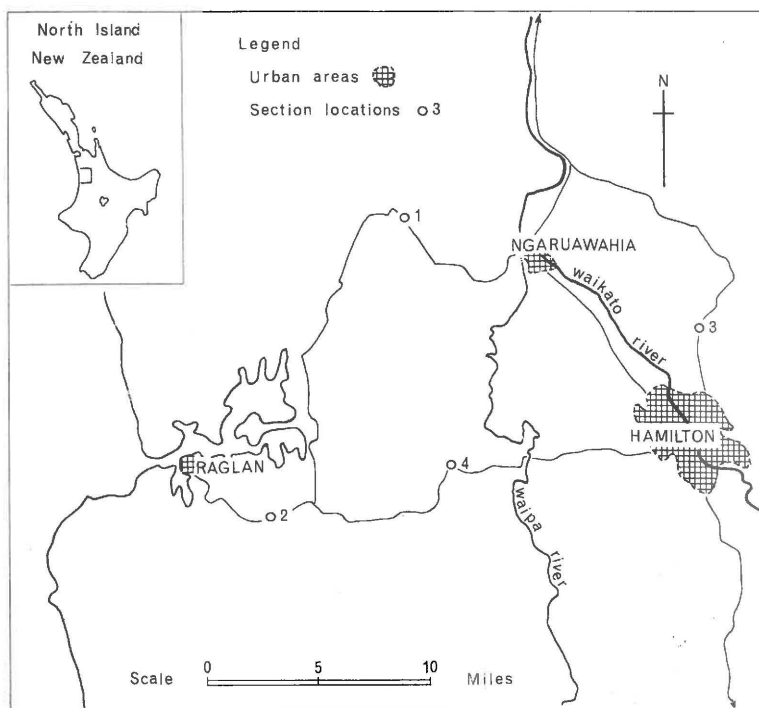 North Island
New Zealand
Legend
Urban areas
Section locations 3
N
1
NGARUAWAHIA
waikato
river
3
HAMILTON
RAGLAN
4
2
waipa
river
Scale 0 5 10 Miles